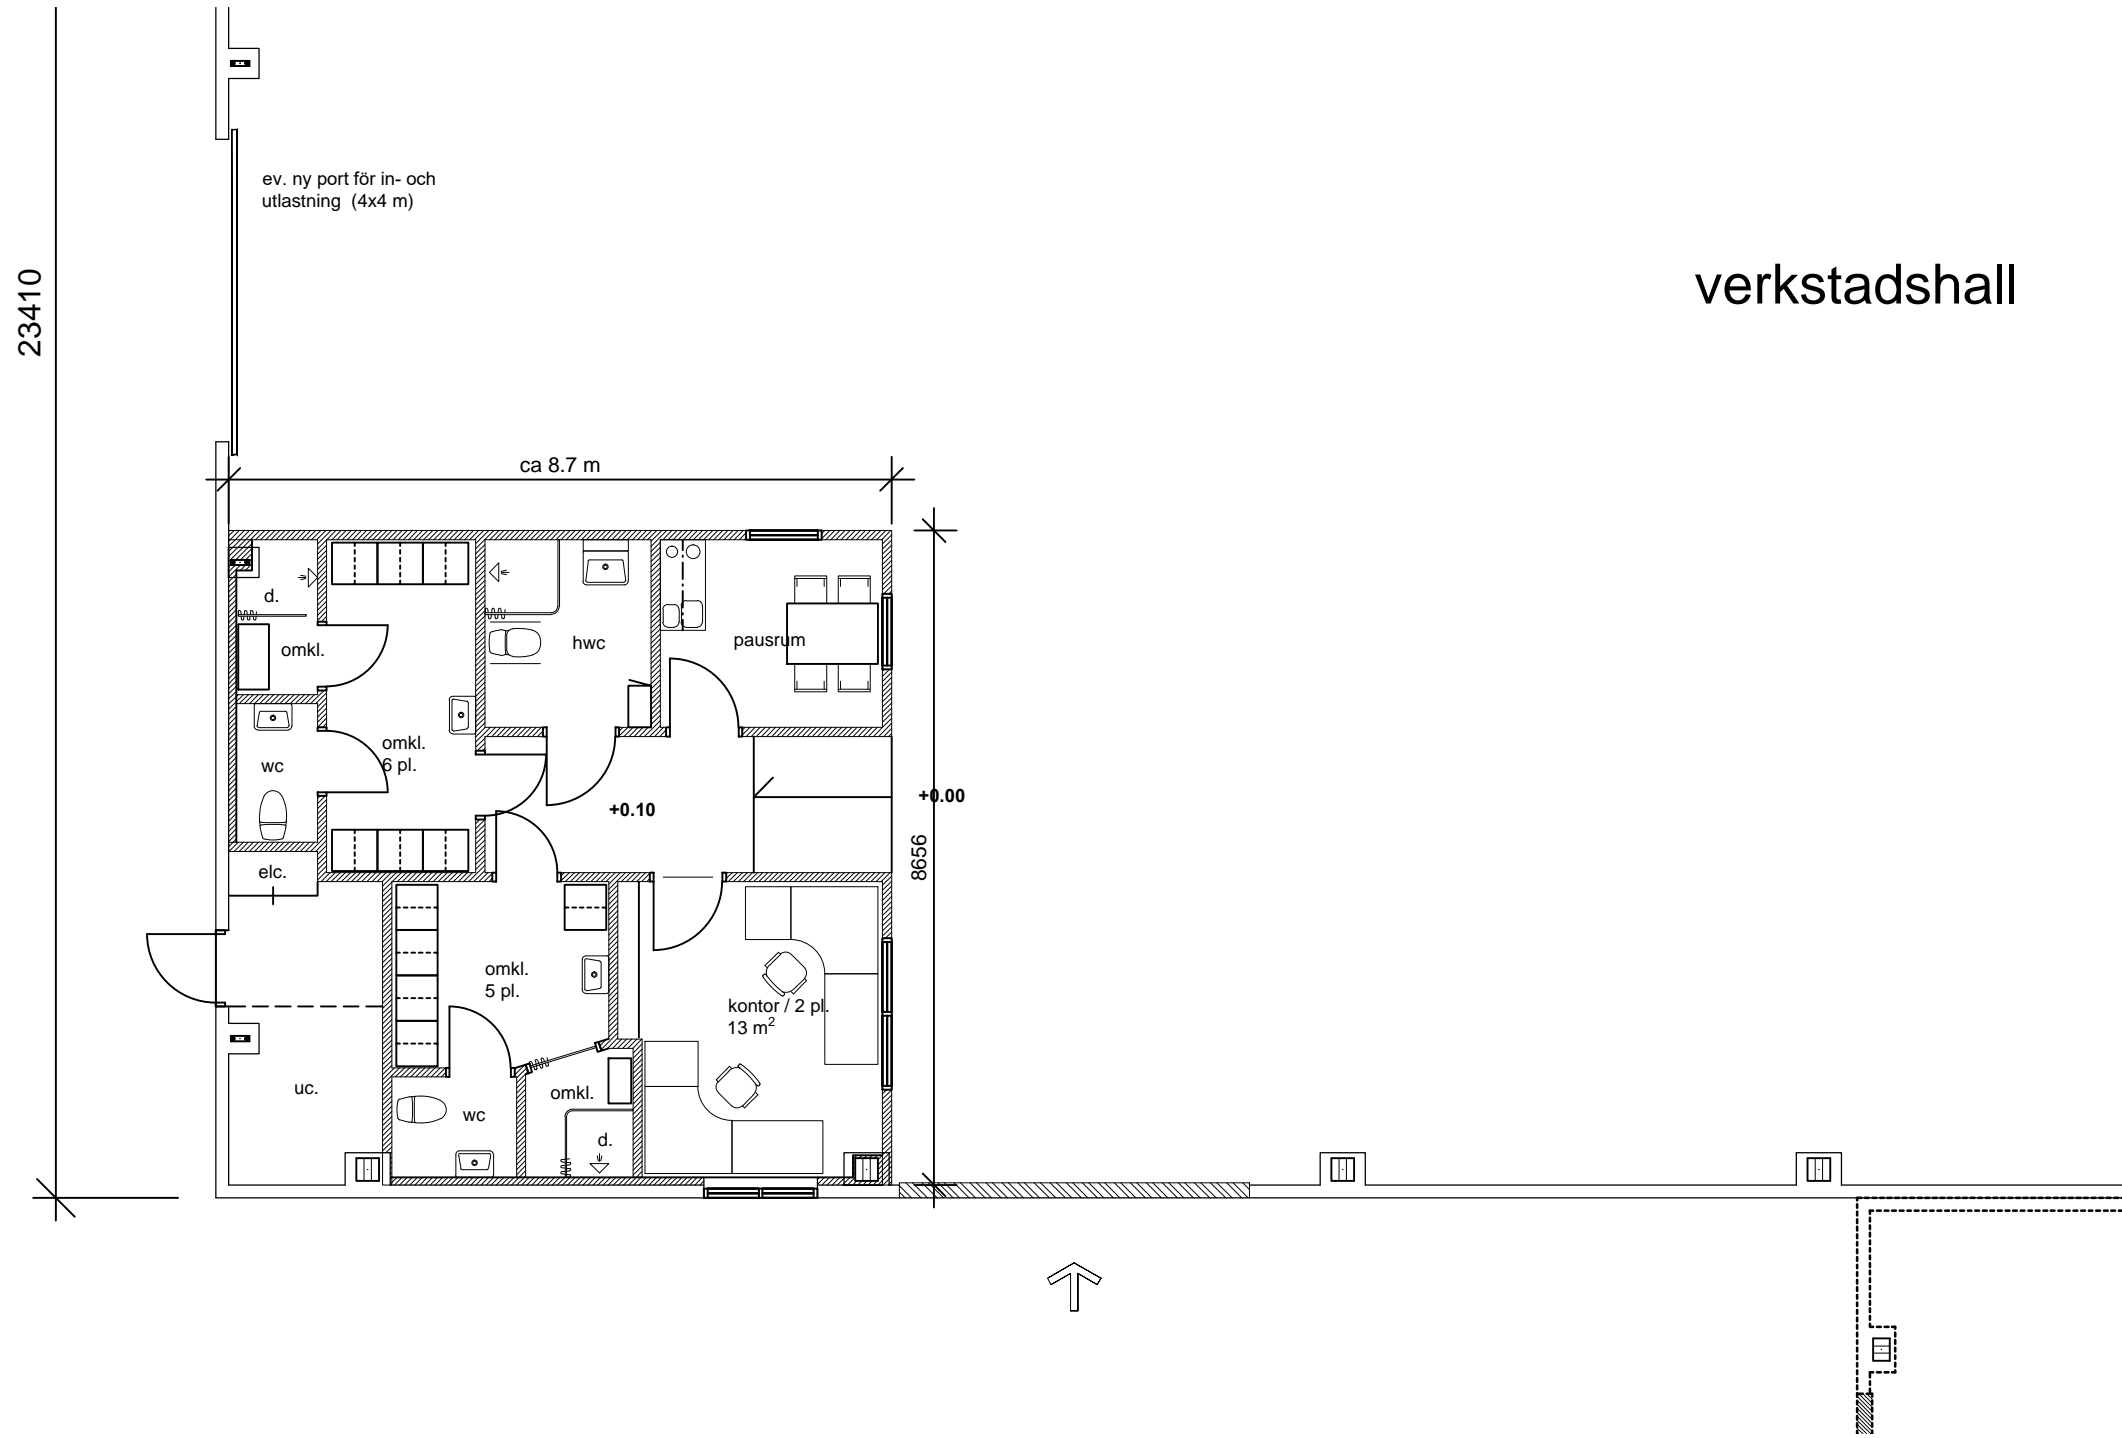 23410
ev. ny port för in- och
utlastning (4x4 m)
verkstadshall
ca 8.7 m
d.
omkl.
hwc
pausrum
omkl.
6 pl.
wc
+0.10
+0.00
8656
elc.
omkl.
5 pl.
kontor / 2 pl.
13 m²
uc.
wc
omkl.
d.